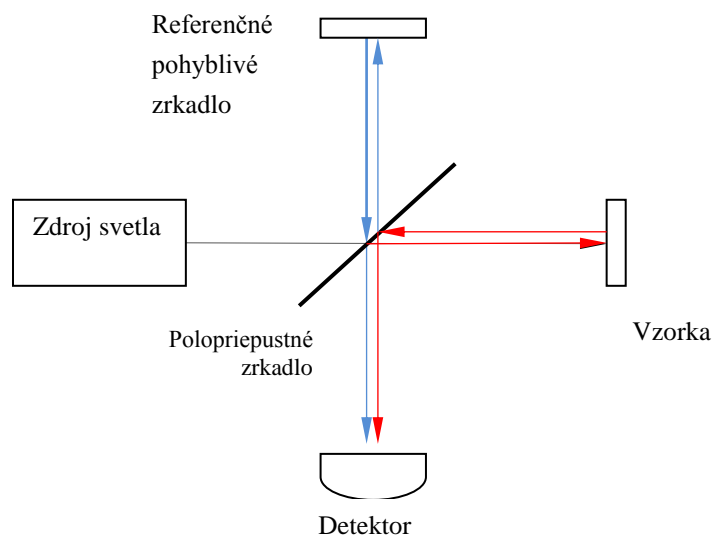 Referenčné
pohyblivé
zrkadlo
Zdroj svetla
Polopriepustné
zrkadlo
Vzorka
Detektor